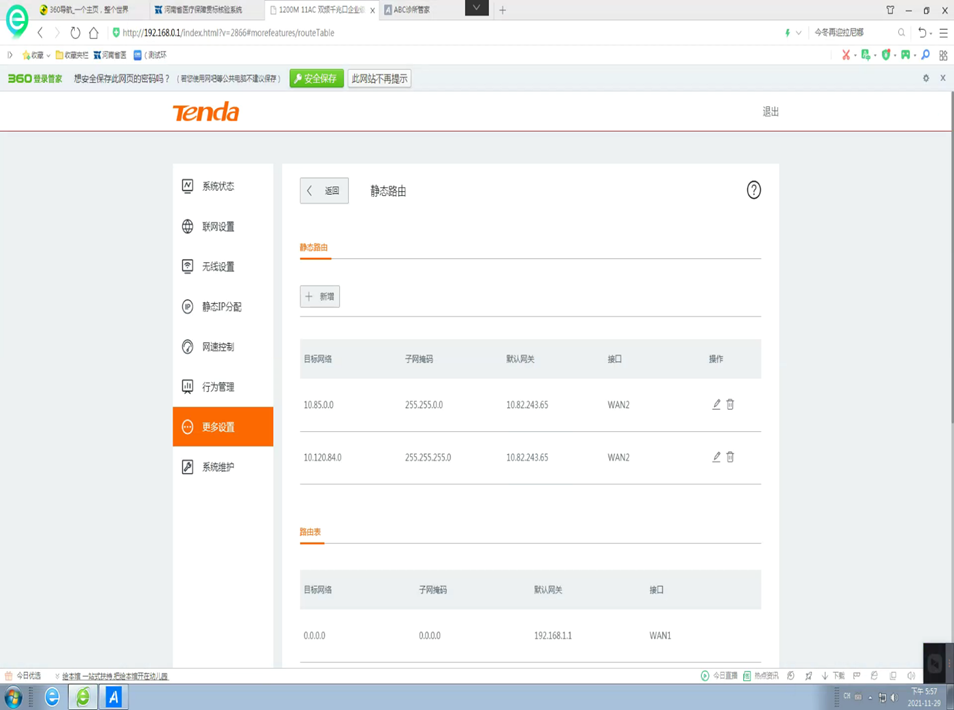 360导航_一个主页，整个世界
河南省医疗保障兜标核验系统
1200M 11AC 双频千兆口企业级
ABC诊所管家
http://192.168.0.1/index.html?v=2866#morefeatures/routeTable
今冬再迎拉尼娜
收藏
收藏夹栏
河南省医
( 测试环
360登录管家
想安全保存此网页的密码吗？
（若您使用网吧等公共电脑不建议保存）
安全保存
此网站不再提示
Tenda
退出
系统状态
联网设置
无线设置
静态IP分配
网速控制
行为管理
更多设置
系统维护
返回
静态路由
静态路由
新增
目标网络 子网掩码 默认网关 接口 操作
10.85.0.0 255.255.0.0 10.82.243.65 WAN2
10.120.84.0 255.255.255.0 10.82.243.65 WAN2
路由表
目标网络 子网掩码 默认网关 接口
0.0.0.0 0.0.0.0 192.168.1.1 WAN1
今日优选
绘本馆 一站式扶持,把绘本馆开在幼儿园
今日直播
热点资讯
下载
CH
下午 5:57
2021-11-29